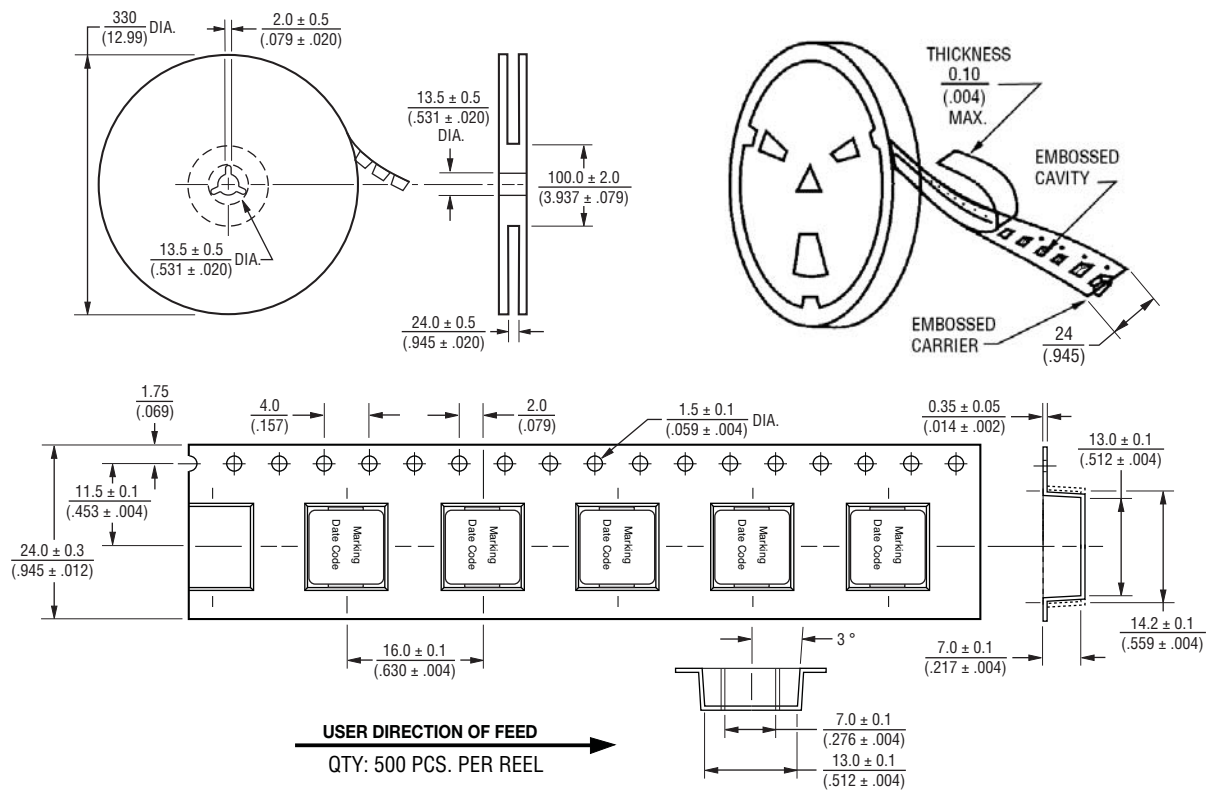 330
(12.99)
DIA.
2.0 ± 0.5
(.079 ± .020)
13.5 ± 0.5
(.531 ± .020)
DIA.
100.0 ± 2.0
(3.937 ± .079)
13.5 ± 0.5
(.531 ± .020)
DIA.
24.0 ± 0.5
(.945 ± .020)
THICKNESS
0.10
(.004)
MAX.
EMBOSSED
CAVITY
EMBOSSED
CARRIER
24
(.945)
1.75
(.069)
4.0
(.157)
2.0
(.079)
1.5 ± 0.1
(.059 ± .004)
DIA.
0.35 ± 0.05
(.014 ± .002)
13.0 ± 0.1
(.512 ± .004)
11.5 ± 0.1
(.453 ± .004)
24.0 ± 0.3
(.945 ± .012)
Marking
Date Code
Marking
Date Code
Marking
Date Code
Marking
Date Code
Marking
Date Code
14.2 ± 0.1
(.559 ± .004)
7.0 ± 0.1
(.217 ± .004)
16.0 ± 0.1
(.630 ± .004)
3 °
7.0 ± 0.1
(.276 ± .004)
13.0 ± 0.1
(.512 ± .004)
USER DIRECTION OF FEED
QTY: 500 PCS. PER REEL